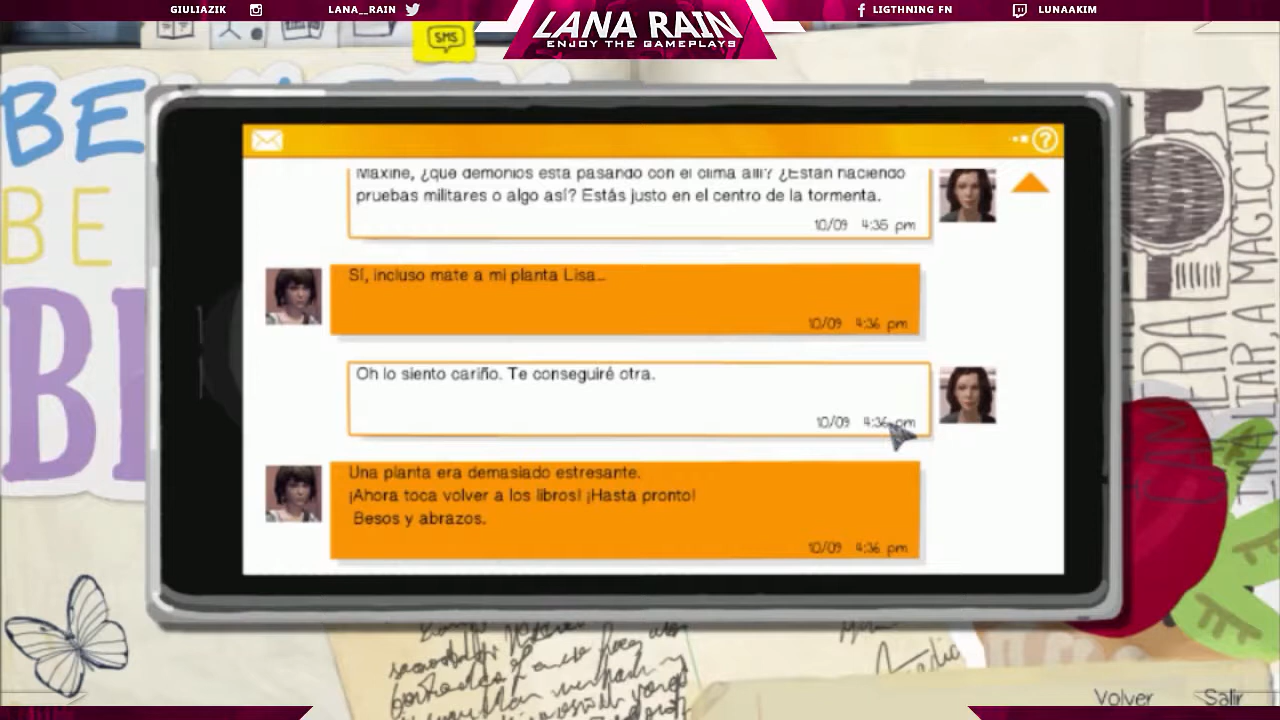 GIULIAZIK
LANA__RAIN
LANA RAIN
ENJOY THE GAMEPLAYS
LIGTHNING FN
LUNAAKIM
SMS
BE
BE
Maxine, ¿qué demonios está pasando con el clima allí? ¿Están haciendo
pruebas militares o algo así? Estás justo en el centro de la tormenta.
10/09 4:35 pm
Sí, incluso mate a mi planta Lisa...
10/09 4:36 pm
Oh lo siento cariño. Te conseguiré otra.
10/09 4:36 pm
Una planta era demasiado estresante.
¡Ahora toca volver a los libros! ¡Hasta pronto!
Besos y abrazos.
10/09 4:36 pm
MAGICIAN
Volver
Salir